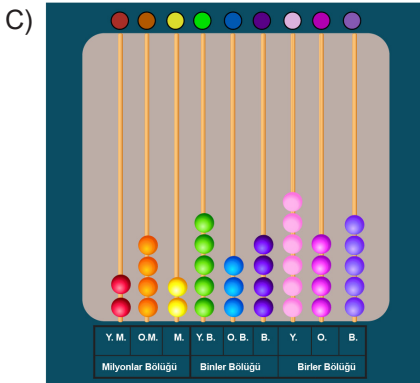 C)
Y. M. O.M. M. Y. B. O. B. B. Y. O. B.
Milyonlar Bölüğü Binler Bölüğü Birler Bölüğü